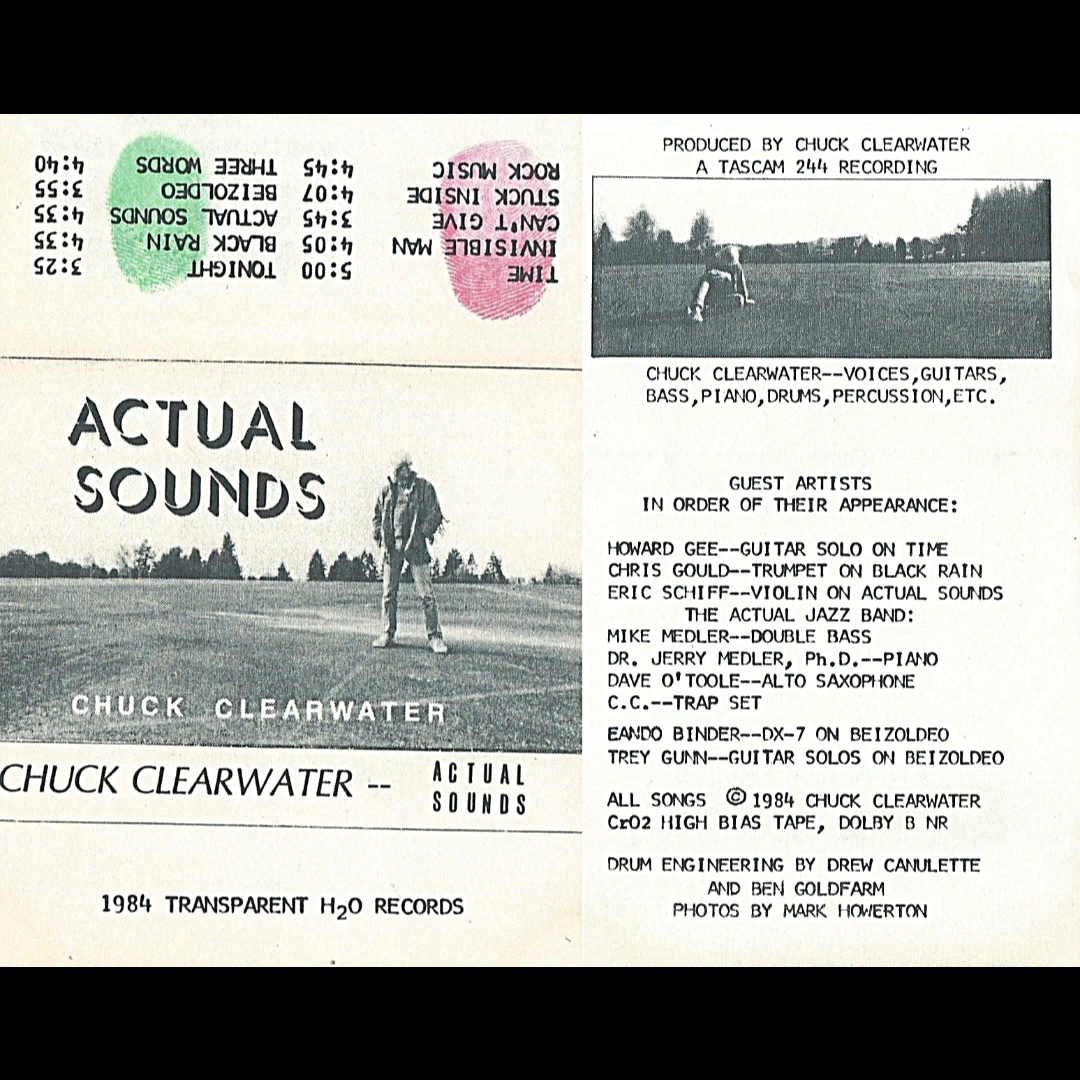 TIME 5:00 TONIGHT 3:25
INVISIBLE MAN 4:05 BLACK RAIN 4:35
CAN'T GIVE 3:45 ACTUAL SOUNDS 4:35
STUCK INSIDE 4:07 BEIZOLDEO 3:55
ROCK MUSIC 4:45 THREE WORDS 4:40
ACTUAL
SOUNDS
CHUCK CLEARWATER
CHUCK CLEARWATER --
ACTUAL
SOUNDS
1984 TRANSPARENT H₂O RECORDS
PRODUCED BY CHUCK CLEARWATER
A TASCAM 244 RECORDING
CHUCK CLEARWATER--VOICES,GUITARS,
BASS,PIANO,DRUMS,PERCUSSION,ETC.
GUEST ARTISTS
IN ORDER OF THEIR APPEARANCE:
HOWARD GEE--GUITAR SOLO ON TIME
CHRIS GOULD--TRUMPET ON BLACK RAIN
ERIC SCHIFF--VIOLIN ON ACTUAL SOUNDS
THE ACTUAL JAZZ BAND:
MIKE MEDLER--DOUBLE BASS
DR. JERRY MEDLER, Ph.D.--PIANO
DAVE O'TOOLE--ALTO SAXOPHONE
C.C.--TRAP SET
EANDO BINDER--DX-7 ON BEIZOLDEO
TREY GUNN--GUITAR SOLOS ON BEIZOLDEO
ALL SONGS © 1984 CHUCK CLEARWATER
CrO2 HIGH BIAS TAPE, DOLBY B NR
DRUM ENGINEERING BY DREW CANULETTE
AND BEN GOLDFARM
PHOTOS BY MARK HOWERTON